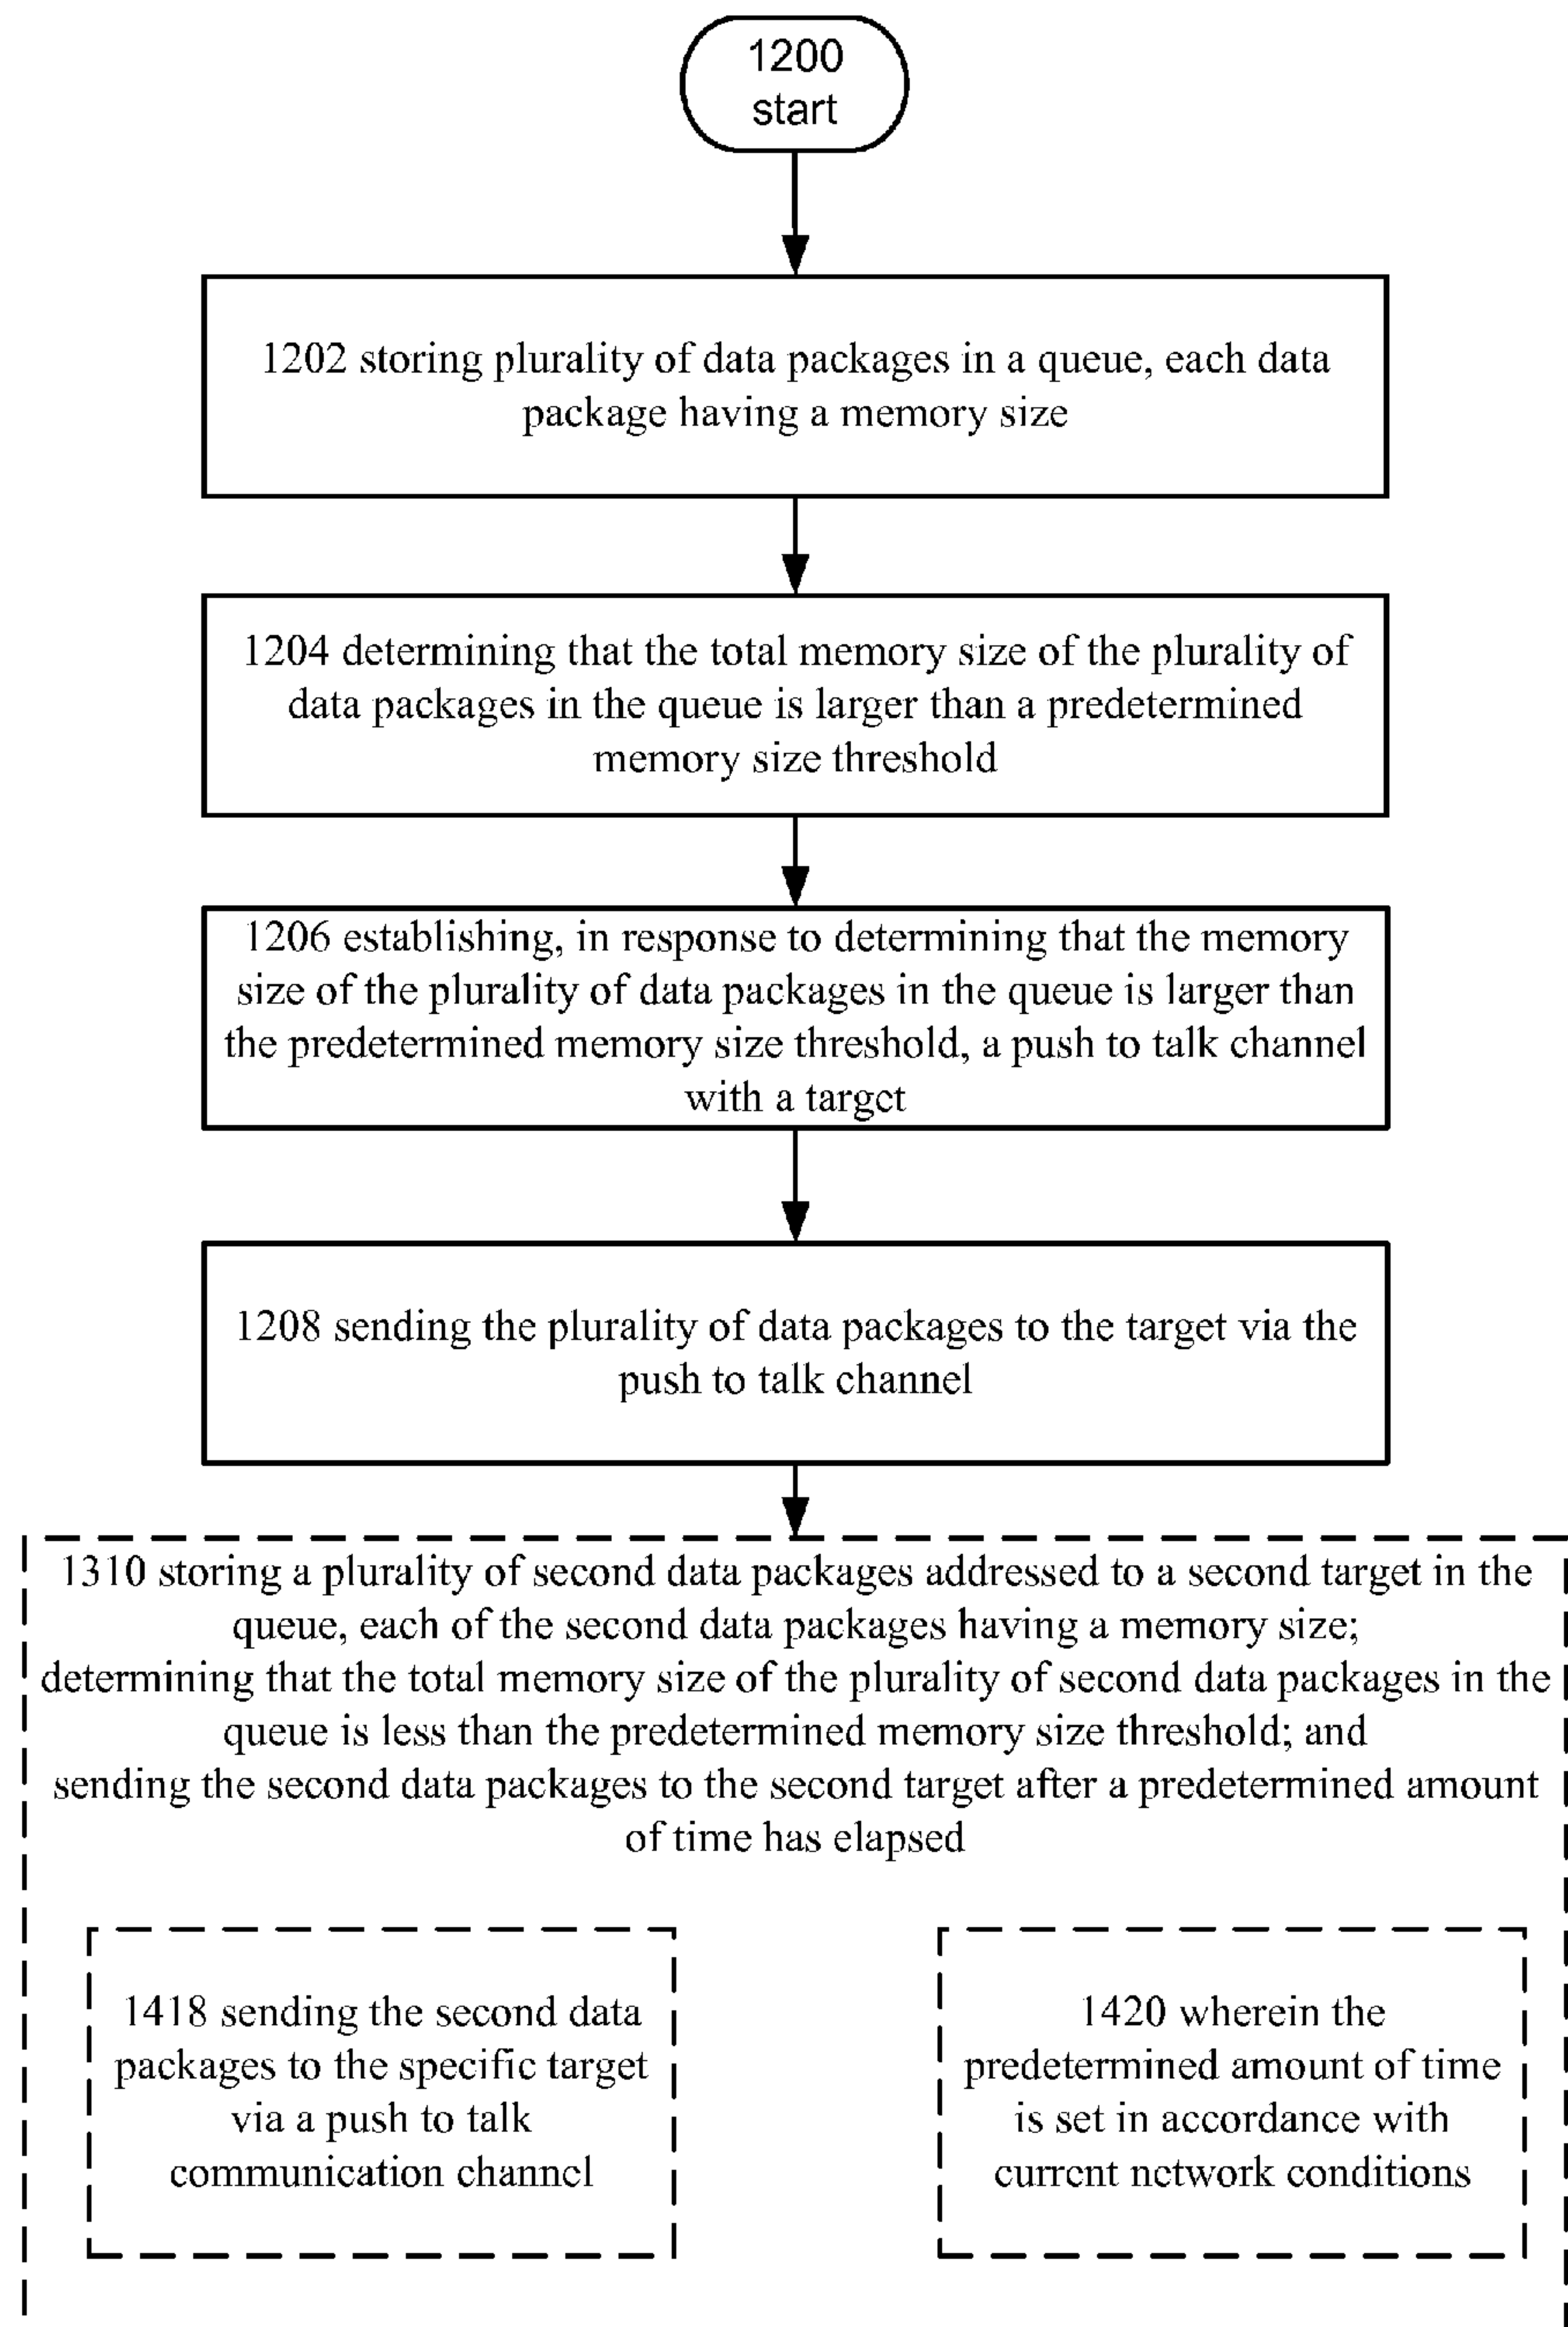 1200
start
1202 storing plurality of data packages in a queue, each data
package having a memory size
1204 determining that the total memory size of the plurality of
data packages in the queue is larger than a predetermined
memory size threshold
1206 establishing, in response to determining that the memory
size of the plurality of data packages in the queue is larger than
the predetermined memory size threshold, a push to talk channel
with a target
1208 sending the plurality of data packages to the target via the
push to talk channel
1310 storing a plurality of second data packages addressed to a second target in the
queue, each of the second data packages having a memory size;
determining that the total memory size of the plurality of second data packages in the
queue is less than the predetermined memory size threshold; and
sending the second data packages to the second target after a predetermined amount
of time has elapsed
1418 sending the second data
packages to the specific target
via a push to talk
communication channel
1420 wherein the
predetermined amount of time
is set in accordance with
current network conditions